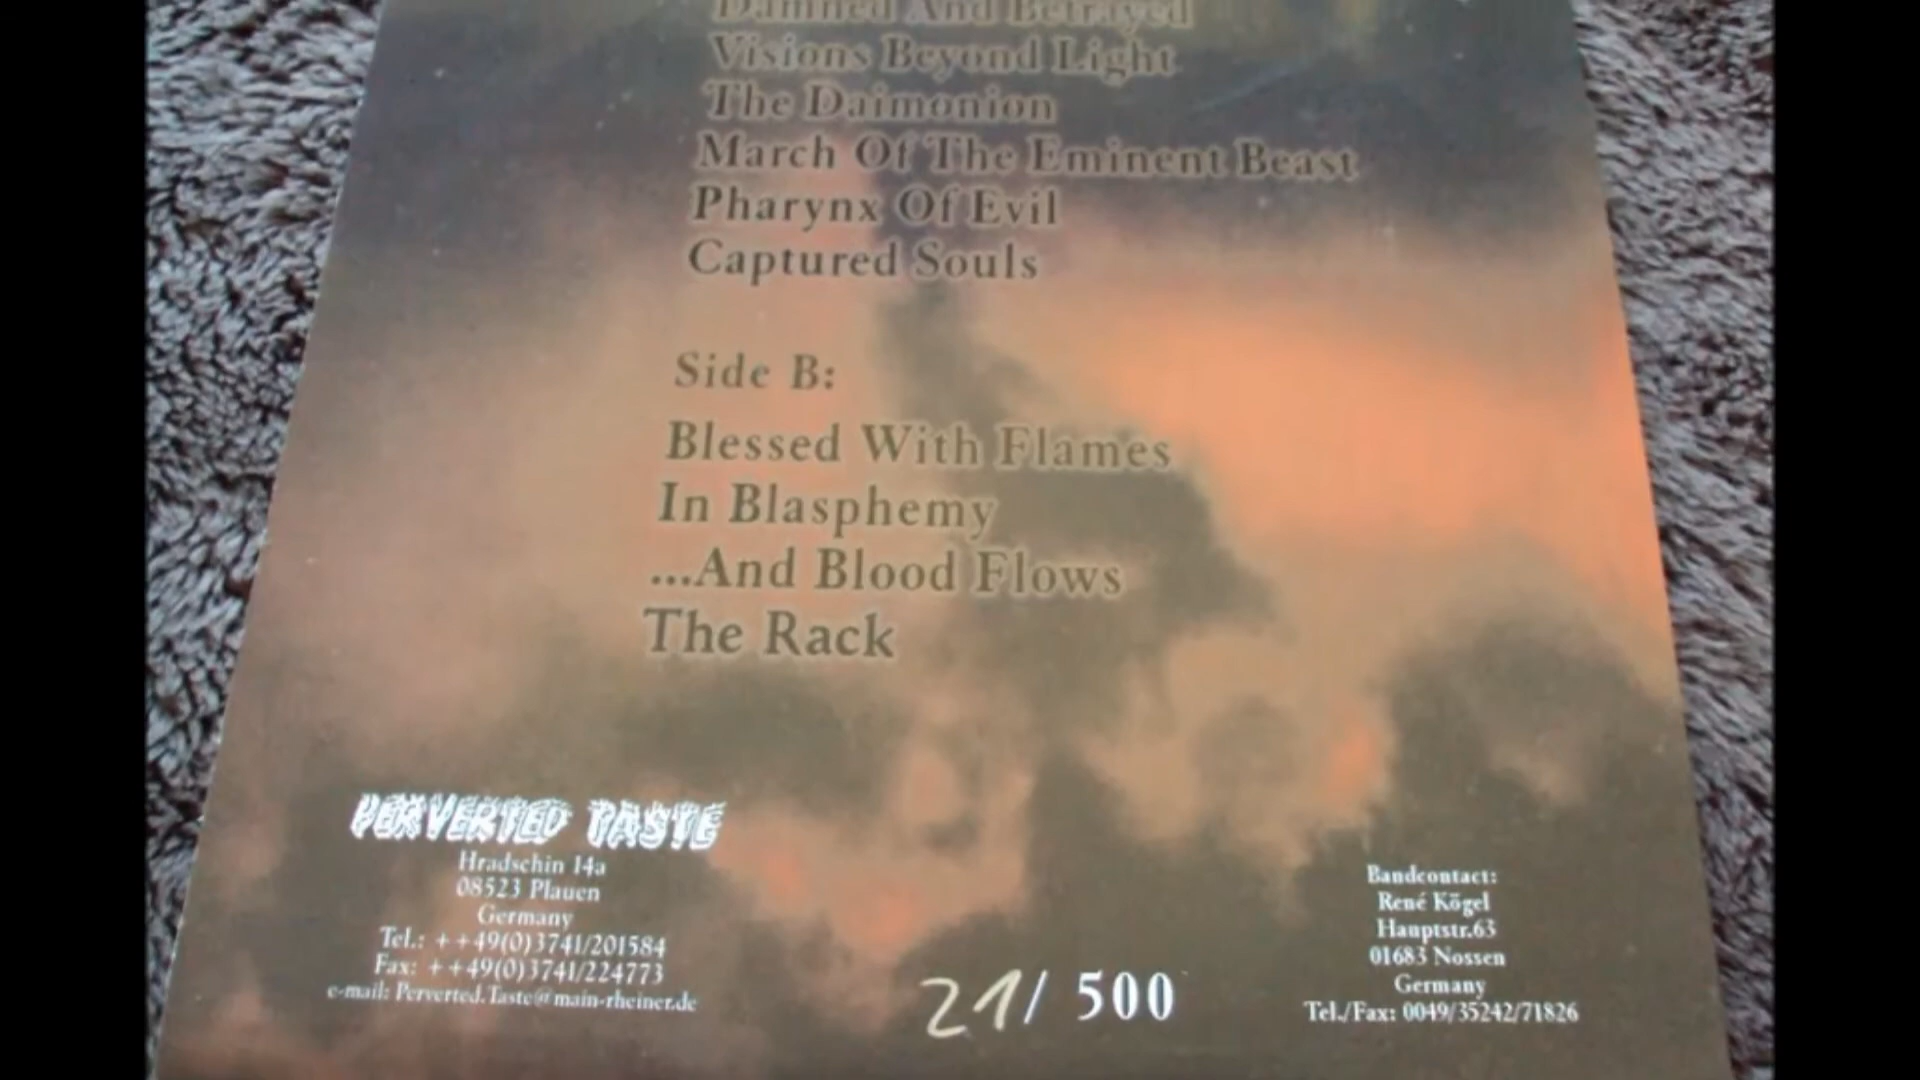 Damned And Betrayed
Visions Beyond Light
The Daimonion
March Of The Eminent Beast
Pharynx Of Evil
Captured Souls
Side B:
Blessed With Flames
In Blasphemy
...And Blood Flows
The Rack
PERVERTED TASTE
Hradschin 14a
08523 Plauen
Germany
Tel.: ++49(0)3741/201584
Fax: ++49(0)3741/224773
e-mail: Perverted.Taste@main-rheiner.de
21/ 500
Bandcontact:
René Kögel
Hauptstr.63
01683 Nossen
Germany
Tel./Fax: 0049/35242/71826